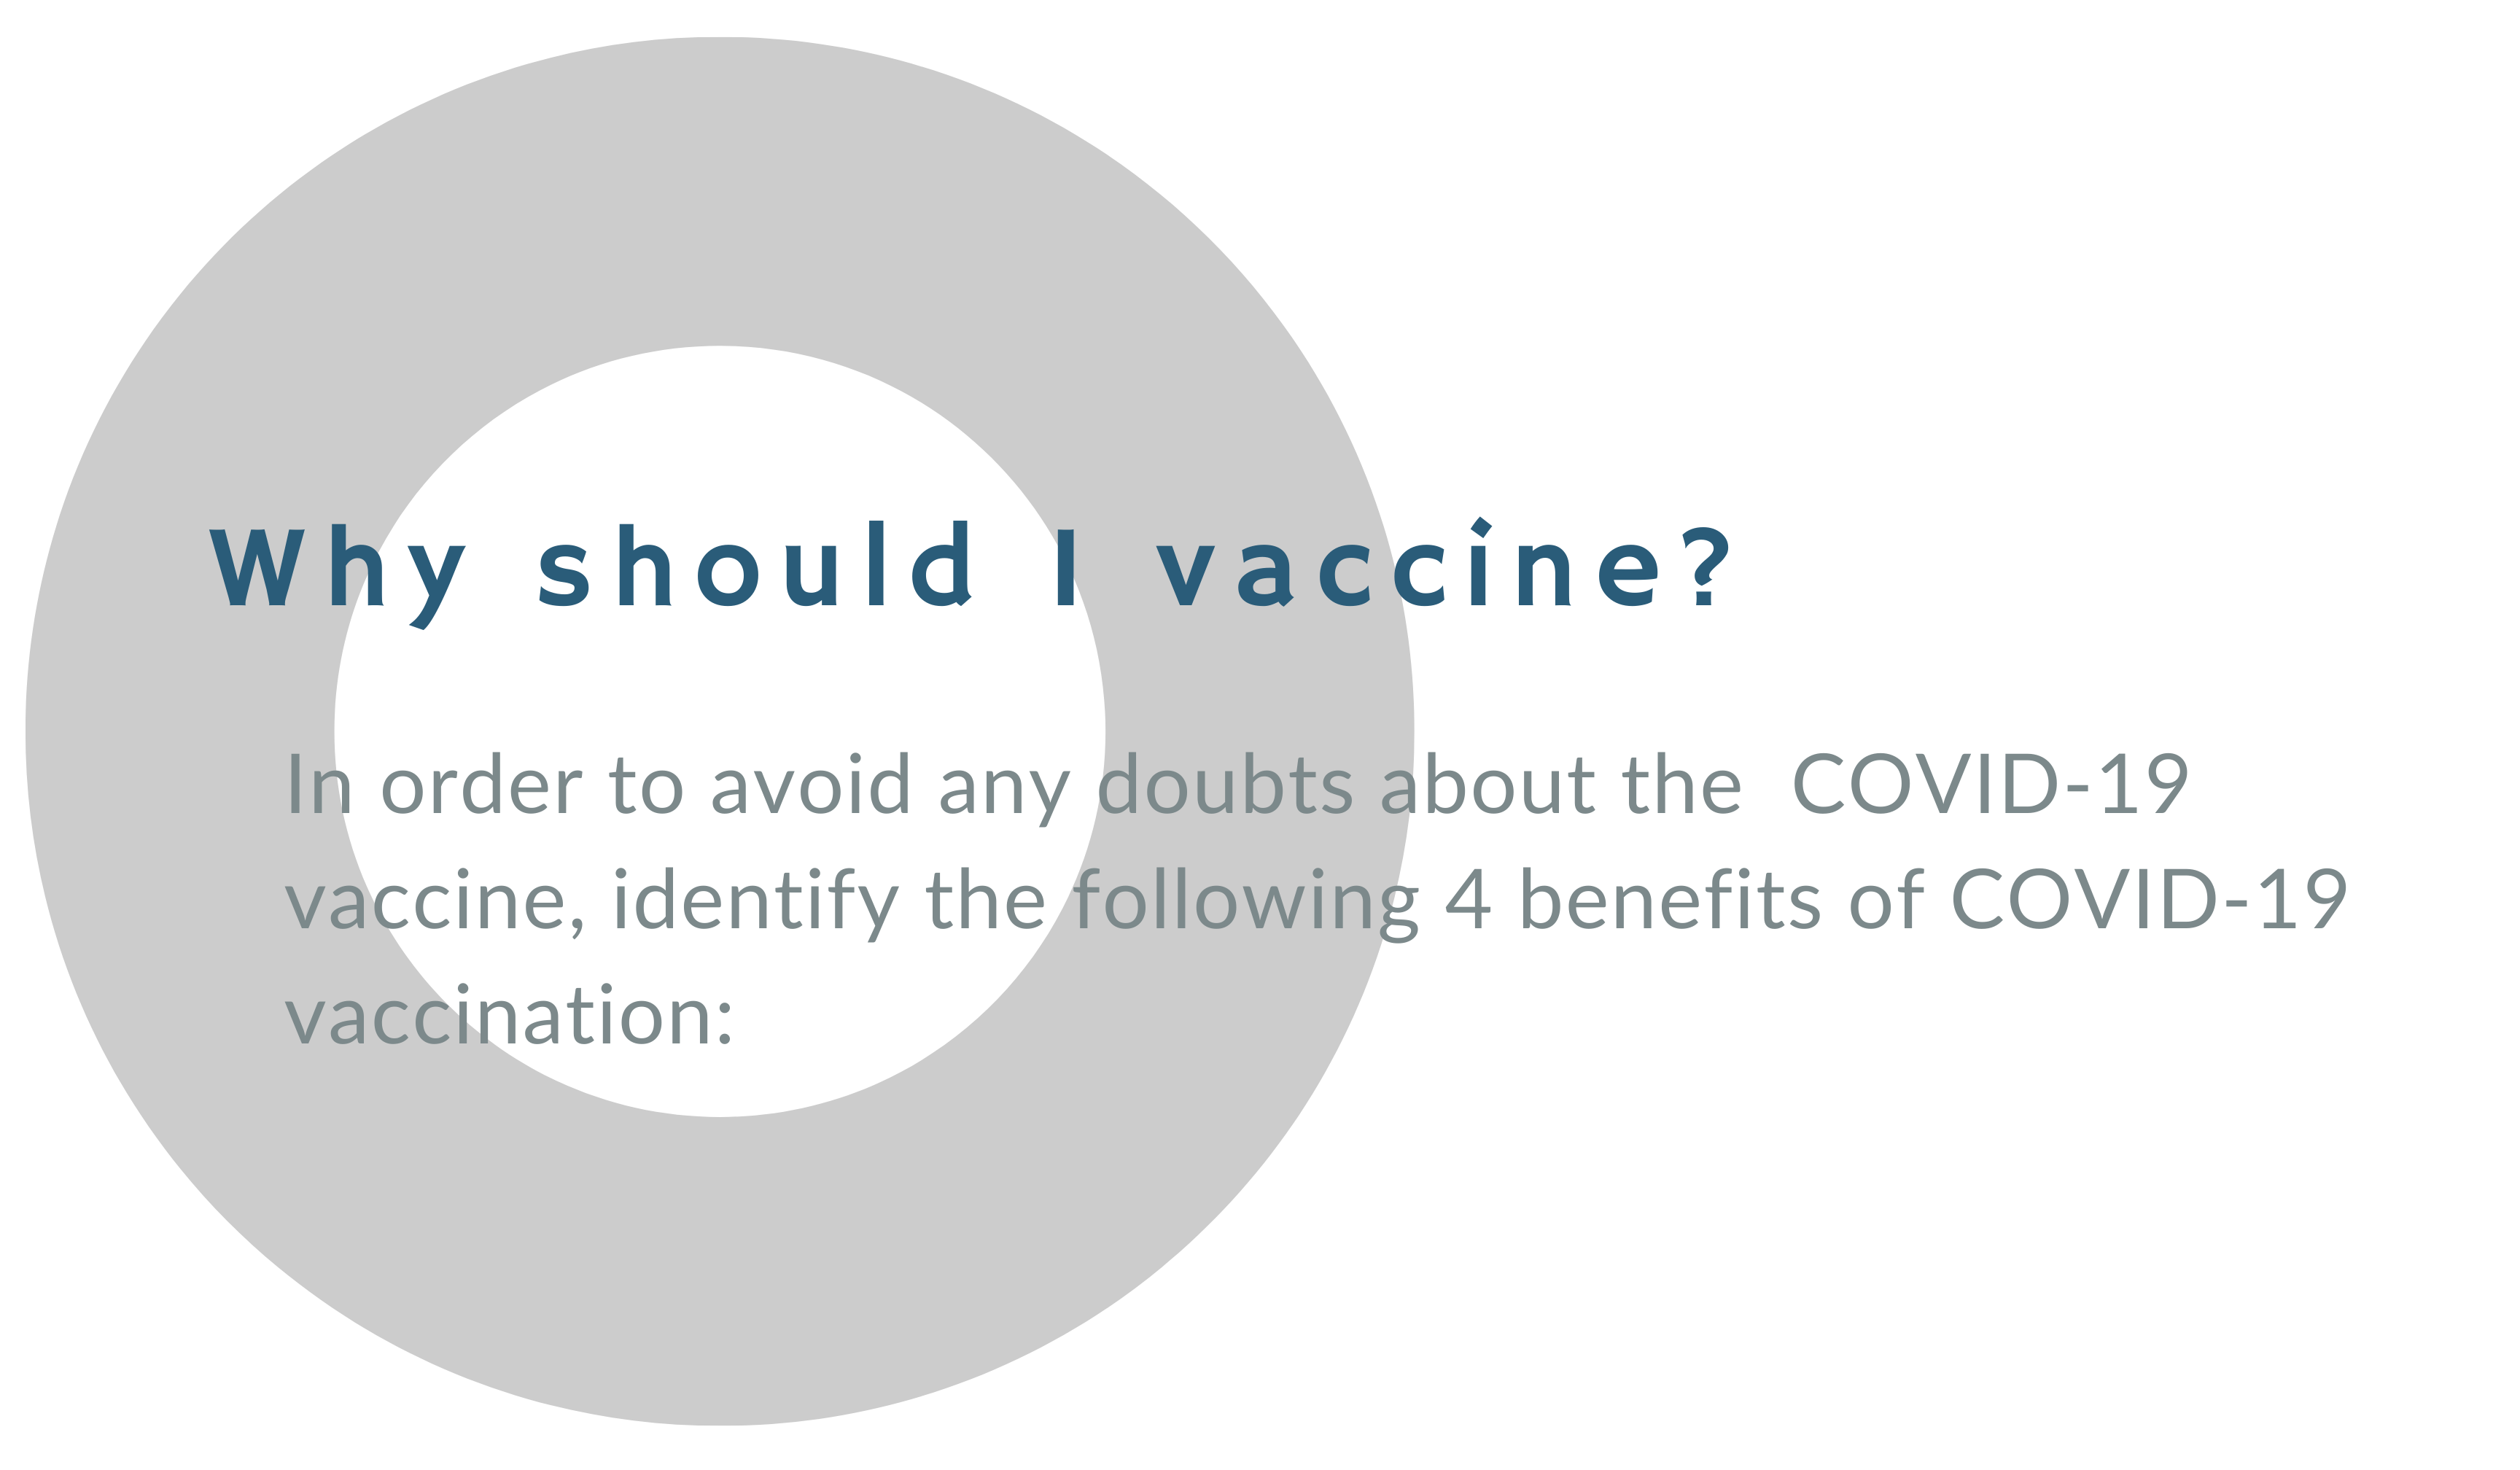 Why should I vaccine?
In order to avoid any doubts about the COVID-19
vaccine, identify the following 4 benefits of COVID-19
vaccination: